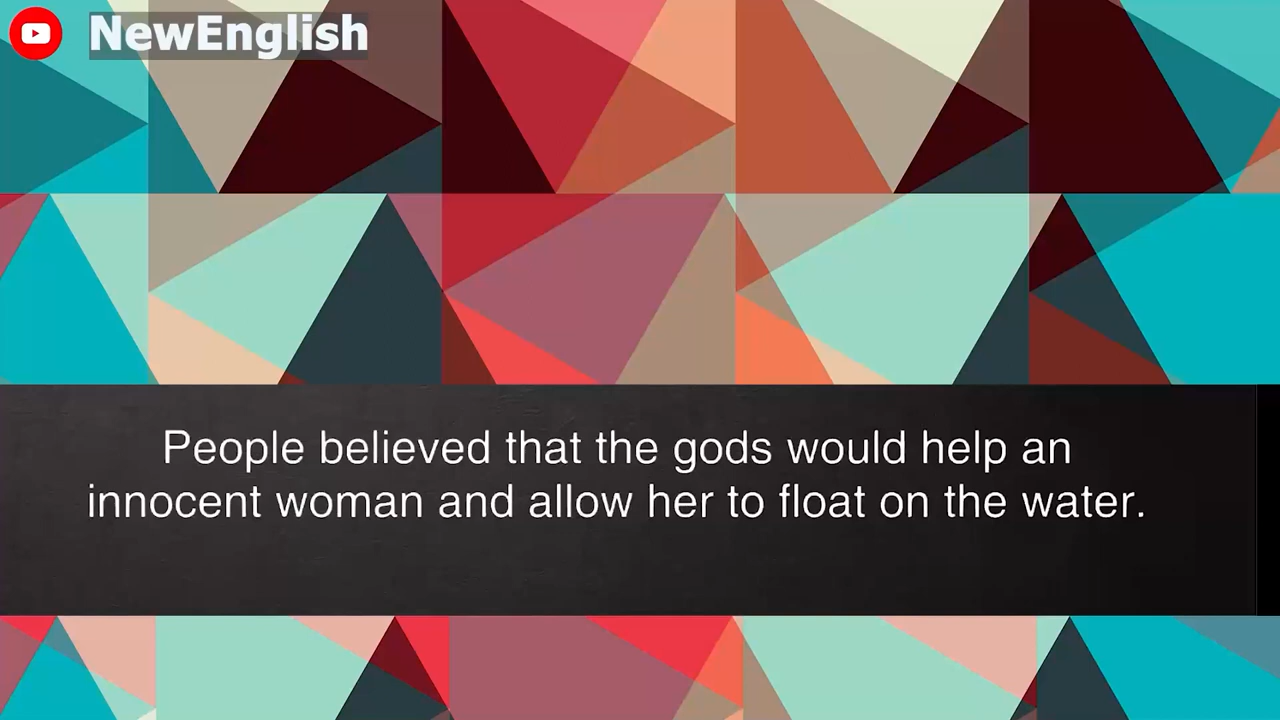 NewEnglish
People believed that the gods would help an
innocent woman and allow her to float on the water.